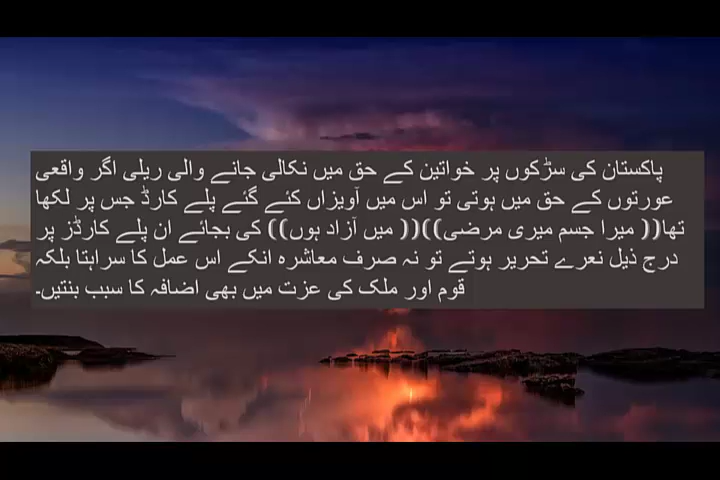 پاکستان کی سڑکوں پر خواتین کے حق میں نکالی جانے والی ریلی اگر واقعی
عورتوں کے حق میں ہوتی تو اس میں آویزاں کئے گئے پلے کارڈ جس پر لکھا
تھا(( میرا جسم میری مرضی))(( میں آزاد ہوں)) کی بجائے ان پلے کارڈز پر
درج ذیل نعرے تحریر ہوتے تو نہ صرف معاشرہ انکے اس عمل کا سراہتا بلکہ
قوم اور ملک کی عزت میں بھی اضافہ کا سبب بنتیں۔